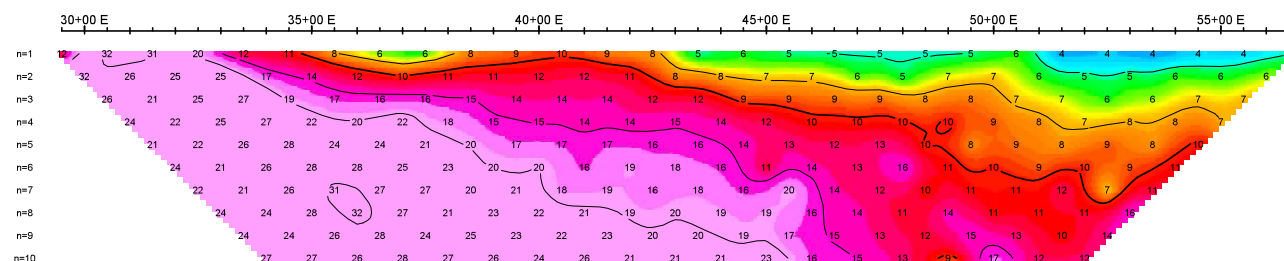 30+00 E 35+00 E 40+00 E 45+00 E 50+00 E 55+00 E
n=1 12 32 31 20 12 11 8 6 6 8 9 10 9 8 5 6 5 5 5 5 6 4 4 4 4 4
n=2 32 26 25 25 17 14 12 10 11 11 12 12 11 8 8 7 7 6 5 7 7 6 5 5 6 6 6
n=3 26 21 25 27 19 17 16 16 15 14 14 14 12 12 9 9 9 9 8 8 7 7 6 6 7 7
n=4 24 22 25 27 22 20 22 18 15 15 14 14 15 14 12 10 10 10 10 9 8 7 8 8 7
n=5 21 22 26 28 24 24 21 20 17 17 17 16 16 14 13 12 13 10 8 9 8 9 8 10
n=6 24 21 26 28 28 25 23 20 20 16 19 18 16 11 14 13 16 11 10 9 10 9 11
n=7 22 21 26 31 27 27 20 21 18 19 16 18 16 20 14 12 10 11 11 12 7 11
n=8 24 24 28 32 27 21 23 22 21 19 20 19 19 16 14 11 14 11 11 11 16
n=9 24 24 26 28 24 25 23 22 23 20 20 19 17 15 13 12 15 13 10 14
n=10 27 27 26 28 27 26 24 26 21 21 21 23 16 15 13 9 17 11 12